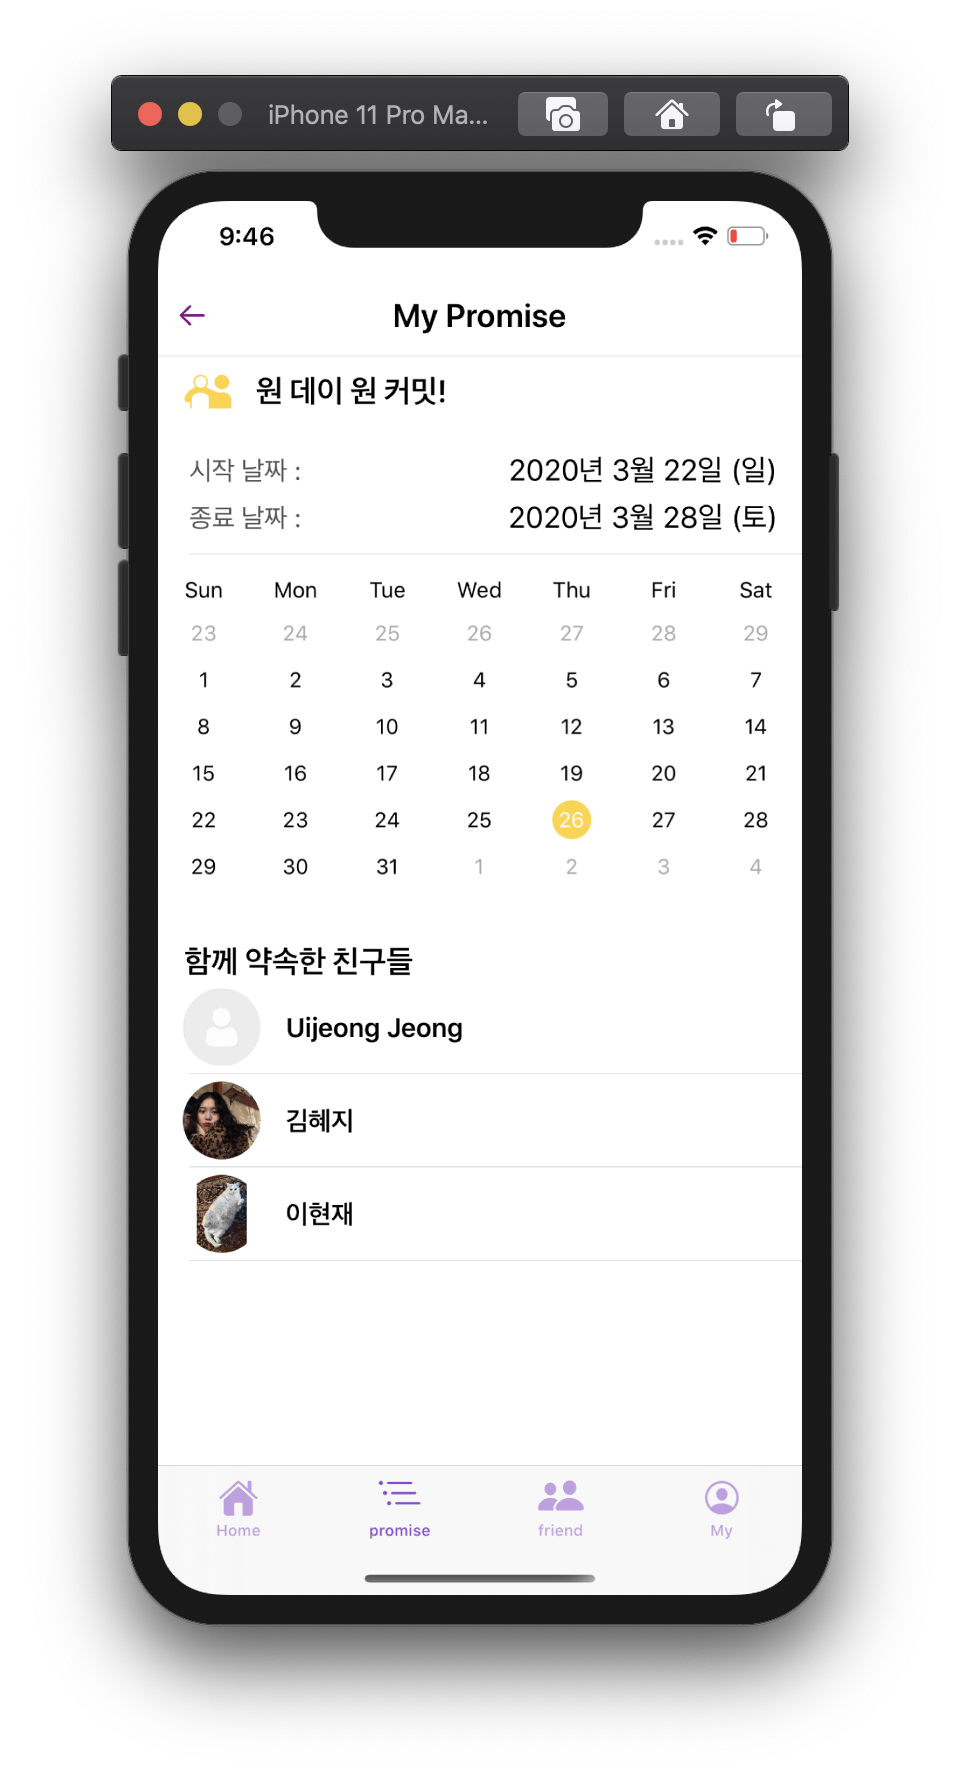 iPhone 11 Pro Ma...
9:46
My Promise
원 데이 원 커밋!
시작 날짜 : 2020년 3월 22일 (일)
종료 날짜 : 2020년 3월 28일 (토)
Sun Mon Tue Wed Thu Fri Sat
23 24 25 26 27 28 29
1 2 3 4 5 6 7
8 9 10 11 12 13 14
15 16 17 18 19 20 21
22 23 24 25 26 27 28
29 30 31 1 2 3 4
함께 약속한 친구들
Uijeong Jeong
김혜지
이현재
Home promise friend My